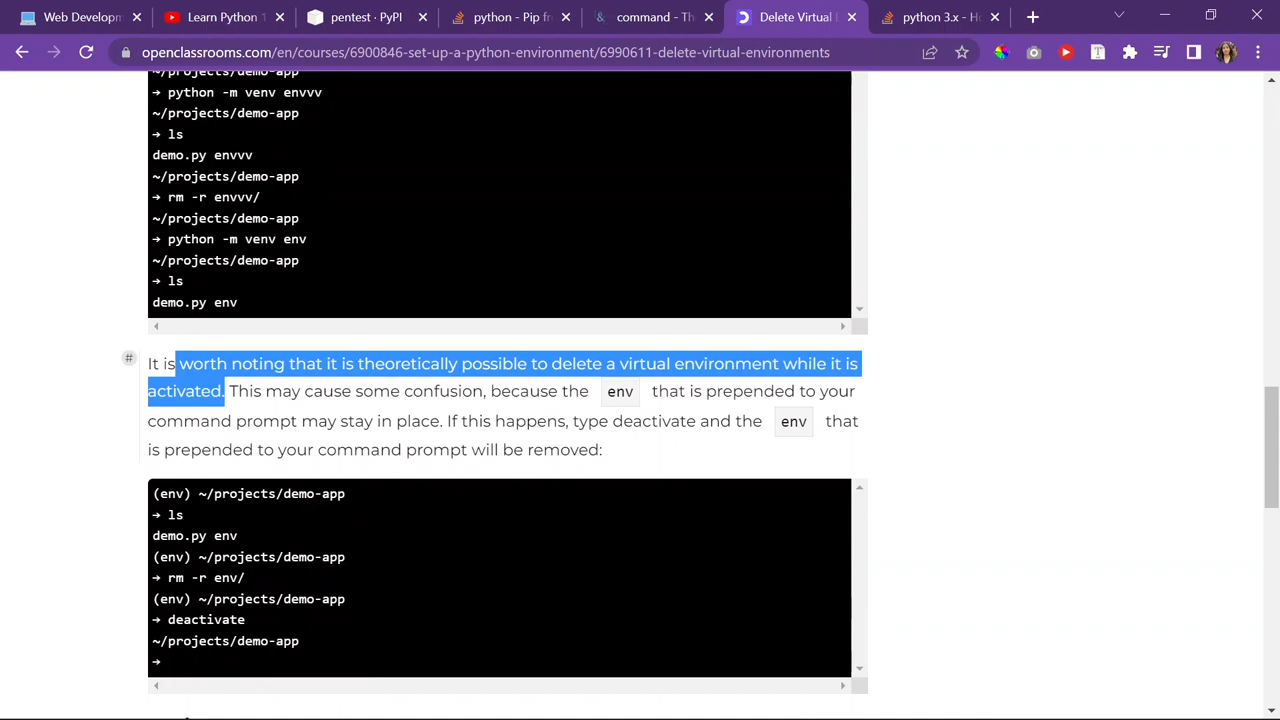 Web Developm
Learn Python 1
pentest · PyPI
python - Pip fr
command - Th
Delete Virtual
python 3.x - Ho
openclassrooms.com/en/courses/6900846-set-up-a-python-environment/6990611-delete-virtual-environments
~/projects/demo-app
➔ python -m venv envvv
~/projects/demo-app
➔ ls
demo.py envvv
~/projects/demo-app
➔ rm -r envvv/
~/projects/demo-app
➔ python -m venv env
~/projects/demo-app
➔ ls
demo.py env
#
It is worth noting that it is theoretically possible to delete a virtual environment while it is
activated. This may cause some confusion, because the env that is prepended to your
command prompt may stay in place. If this happens, type deactivate and the env that
is prepended to your command prompt will be removed:
(env) ~/projects/demo-app
➔ ls
demo.py env
(env) ~/projects/demo-app
➔ rm -r env/
(env) ~/projects/demo-app
➔ deactivate
~/projects/demo-app
➔